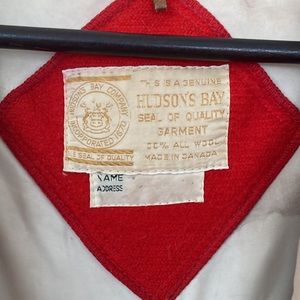 HUDSON'S BAY COMPANY
INCORPORATED 1670
SEAL OF QUALITY
THIS IS A GENUINE
HUDSON'S BAY
SEAL OF QUALITY
GARMENT
100% ALL WOOL
MADE IN CANADA
NAME
ADDRESS